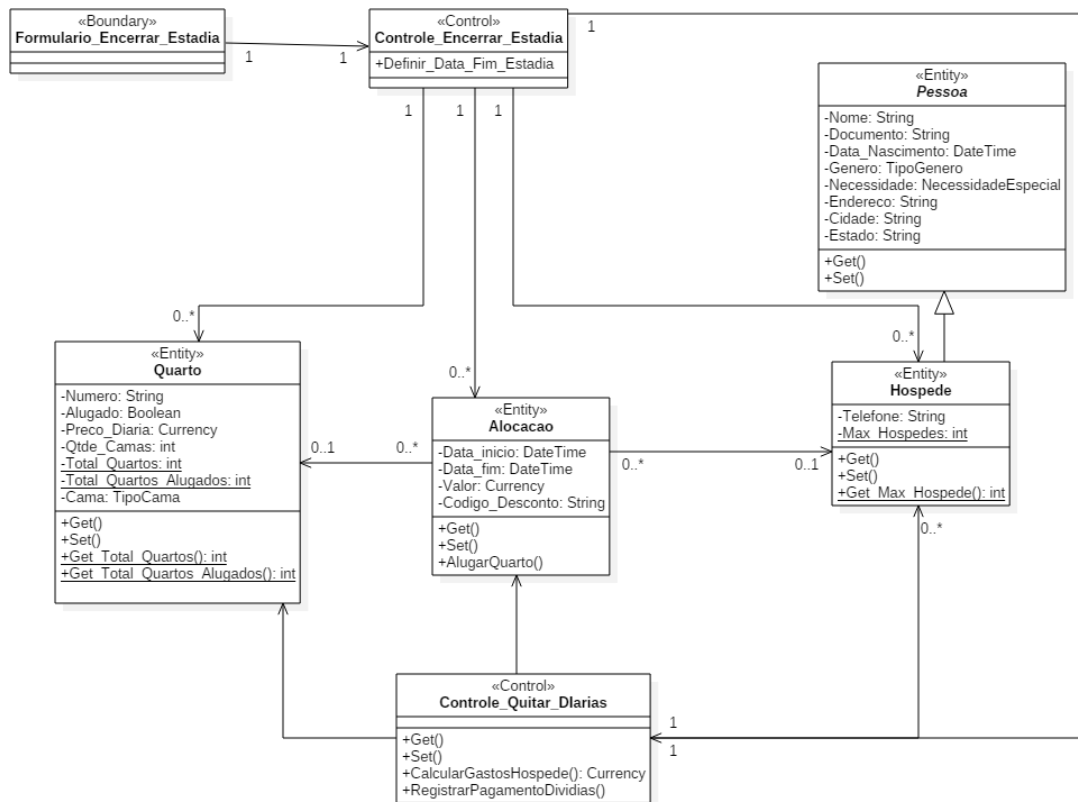 «Boundary»
Formulario_Encerrar_Estadia
1
1
«Control»
Controle_Encerrar_Estadia
+Definir_Data_Fim_Estadia
1
1
1
1
«Entity»
Pessoa
-Nome: String
-Documento: String
-Data_Nascimento: DateTime
-Genero: TipoGenero
-Necessidade: NecessidadeEspecial
-Endereco: String
-Cidade: String
-Estado: String
+Get()
+Set()
0..*
0..*
0..*
«Entity»
Quarto
-Numero: String
-Alugado: Boolean
-Preco_Diaria: Currency
-Qtde_Camas: int
-Total_Quartos: int
-Total_Quartos_Alugados: int
-Cama: TipoCama
+Get()
+Set()
+Get_Total_Quartos(): int
+Get_Total_Quartos_Alugados(): int
0..1
0..*
«Entity»
Alocacao
-Data_inicio: DateTime
-Data_fim: DateTime
-Valor: Currency
-Codigo_Desconto: String
+Get()
+Set()
+AlugarQuarto()
0..*
0..1
«Entity»
Hospede
-Telefone: String
-Max_Hospedes: int
+Get()
+Set()
+Get_Max_Hospede(): int
0..*
«Control»
Controle_Quitar_DIarias
+Get()
+Set()
+CalcularGastosHospede(): Currency
+RegistrarPagamentoDividias()
1
1